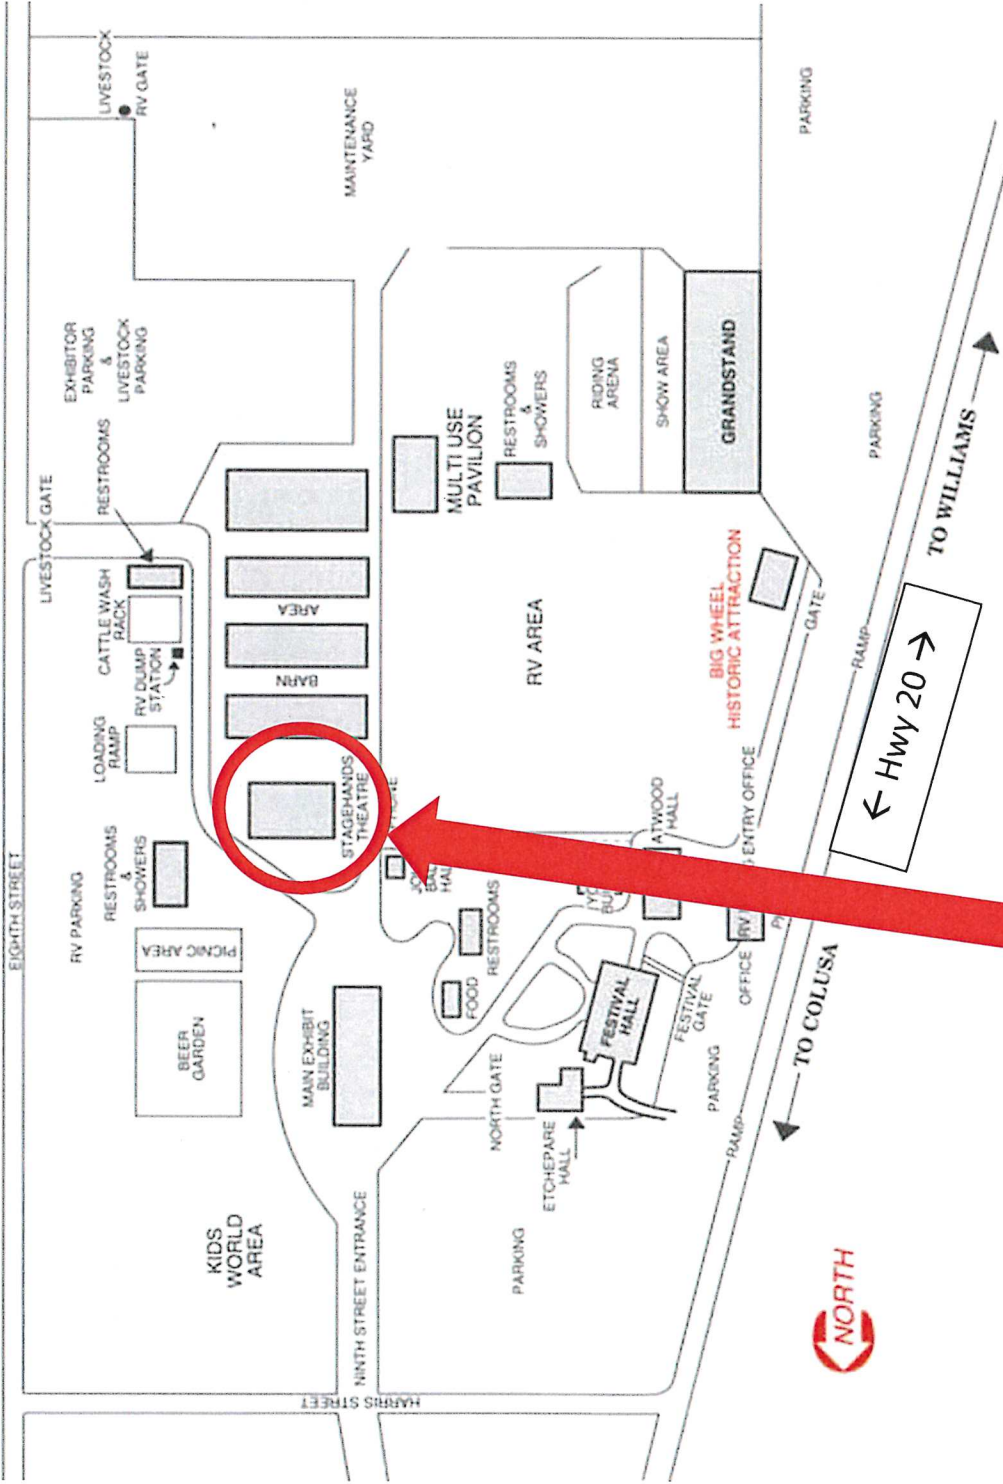 EIGHTH STREET
LIVESTOCK
RV GATE
LIVESTOCK GATE
RESTROOMS
EXHIBITOR
PARKING
&
LIVESTOCK
PARKING
MAINTENANCE
YARD
PARKING
CATTLE WASH
RACK
RV DUMP
STATION
LOADING
RAMP
RESTROOMS
&
SHOWERS
RV PARKING
PICNIC AREA
BEER
GARDEN
KIDS
WORLD
AREA
MAIN EXHIBIT
BUILDING
NINTH STREET ENTRANCE
HARRIS STREET
BARN
AREA
STAGEHANDS
THEATRE
MULTI USE
PAVILION
RESTROOMS
&
SHOWERS
RIDING
ARENA
SHOW AREA
GRANDSTAND
RV AREA
BIG WHEEL
HISTORIC ATTRACTION
GATE
RAMP
PARKING
TO WILLIAMS
← Hwy 20 →
TO COLUSA
RAMP
ATWOOD
HALL
ENTRY OFFICE
RV
OFFICE
RESTROOMS
FOOD
FESTIVAL
HALL
FESTIVAL
GATE
NORTH GATE
ETCHEPARE
HALL
PARKING
PARKING
NORTH